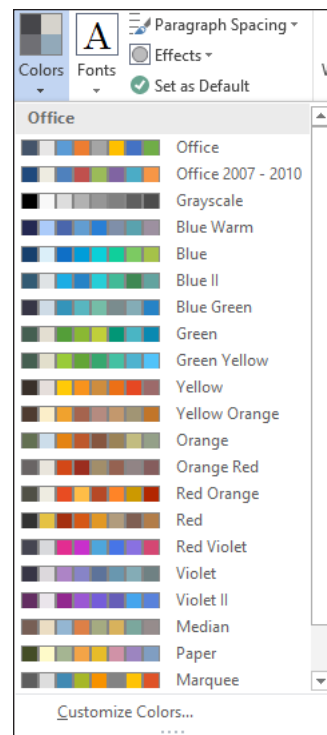 Colors
Fonts
Paragraph Spacing
Effects
Set as Default
Office
Office
Office 2007 - 2010
Grayscale
Blue Warm
Blue
Blue II
Blue Green
Green
Green Yellow
Yellow
Yellow Orange
Orange
Orange Red
Red Orange
Red
Red Violet
Violet
Violet II
Median
Paper
Marquee
Customize Colors...